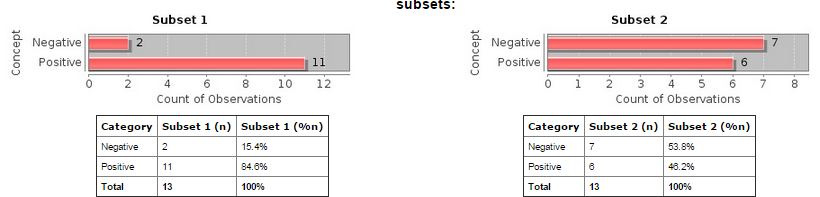 subsets:
Subset 1
Concept
Negative 2
Positive 11
0 2 4 6 8 10 12
Count of Observations
Category Subset 1 (n) Subset 1 (%n)
Negative 2 15.4%
Positive 11 84.6%
Total 13 100%
Subset 2
Concept
Negative 7
Positive 6
0 1 2 3 4 5 6 7 8
Count of Observations
Category Subset 2 (n) Subset 2 (%n)
Negative 7 53.8%
Positive 6 46.2%
Total 13 100%